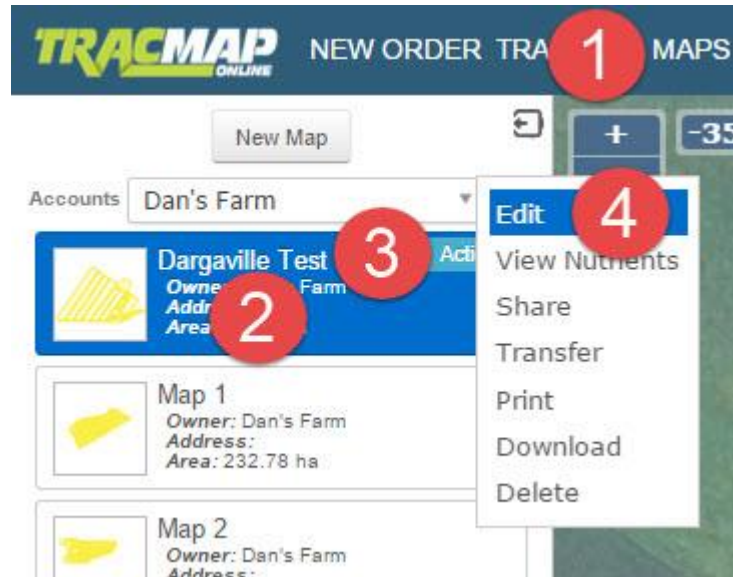 TRACMAP
ONLINE
NEW ORDER TRA 1 MAPS
New Map
+
-35
Accounts Dan's Farm
Edit 4
Dargaville Test 3 Acti
View Nutrients
Owne Farm
Share
Addr
Area 2
Transfer
Map 1
Print
Owner: Dan's Farm
Address:
Area: 232.78 ha
Download
Delete
Map 2
Owner: Dan's Farm
Address: